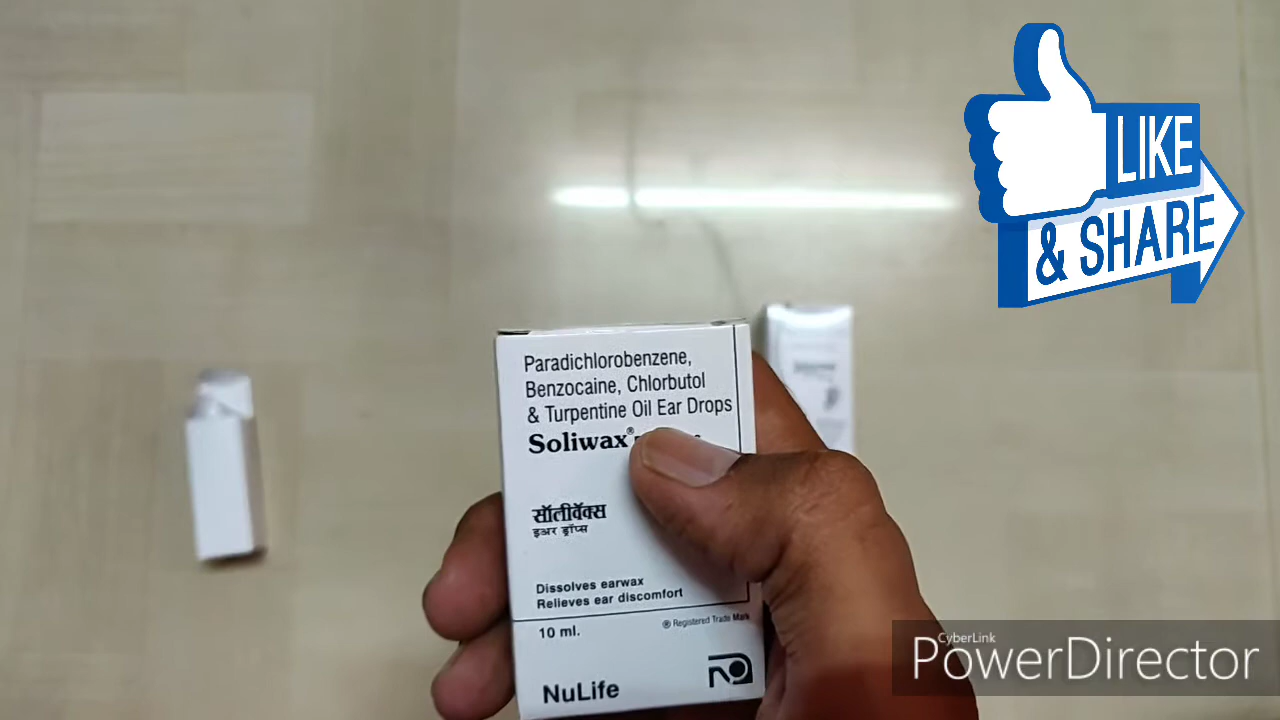 LIKE
& SHARE
Paradichlorobenzene,
Benzocaine, Chlorbutol
& Turpentine Oil Ear Drops
Soliwax®
सॉलीवॅक्स
इअर ड्रॉप्स
Dissolves earwax
Relieves ear discomfort
10 ml.
® Registered Trade Mark
NuLife
CyberLink
PowerDirector